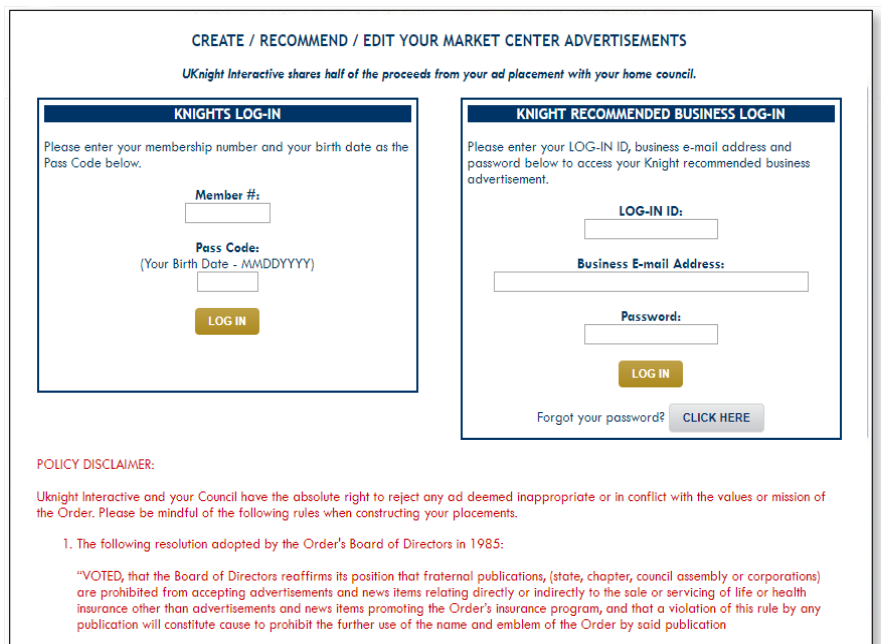 CREATE / RECOMMEND / EDIT YOUR MARKET CENTER ADVERTISEMENTS
UKnight Interactive shares half of the proceeds from your ad placement with your home council.
KNIGHTS LOG-IN
Please enter your membership number and your birth date as the
Pass Code below.
Member #:
Pass Code:
(Your Birth Date - MMDDYYYY)
LOG IN
KNIGHT RECOMMENDED BUSINESS LOG-IN
Please enter your LOG-IN ID, business e-mail address and
password below to access your Knight recommended business
advertisement.
LOG-IN ID:
Business E-mail Address:
Password:
LOG IN
Forgot your password? CLICK HERE
POLICY DISCLAIMER:
Uknight Interactive and your Council have the absolute right to reject any ad deemed inappropriate or in conflict with the values or mission of
the Order. Please be mindful of the following rules when constructing your placements.
1. The following resolution adopted by the Order's Board of Directors in 1985:
“VOTED, that the Board of Directors reaffirms its position that fraternal publications, (state, chapter, council assembly or corporations)
are prohibited from accepting advertisements and news items relating directly or indirectly to the sale or servicing of life or health
insurance other than advertisements and news items promoting the Order's insurance program, and that a violation of this rule by any
publication will constitute cause to prohibit the further use of the name and emblem of the Order by said publication